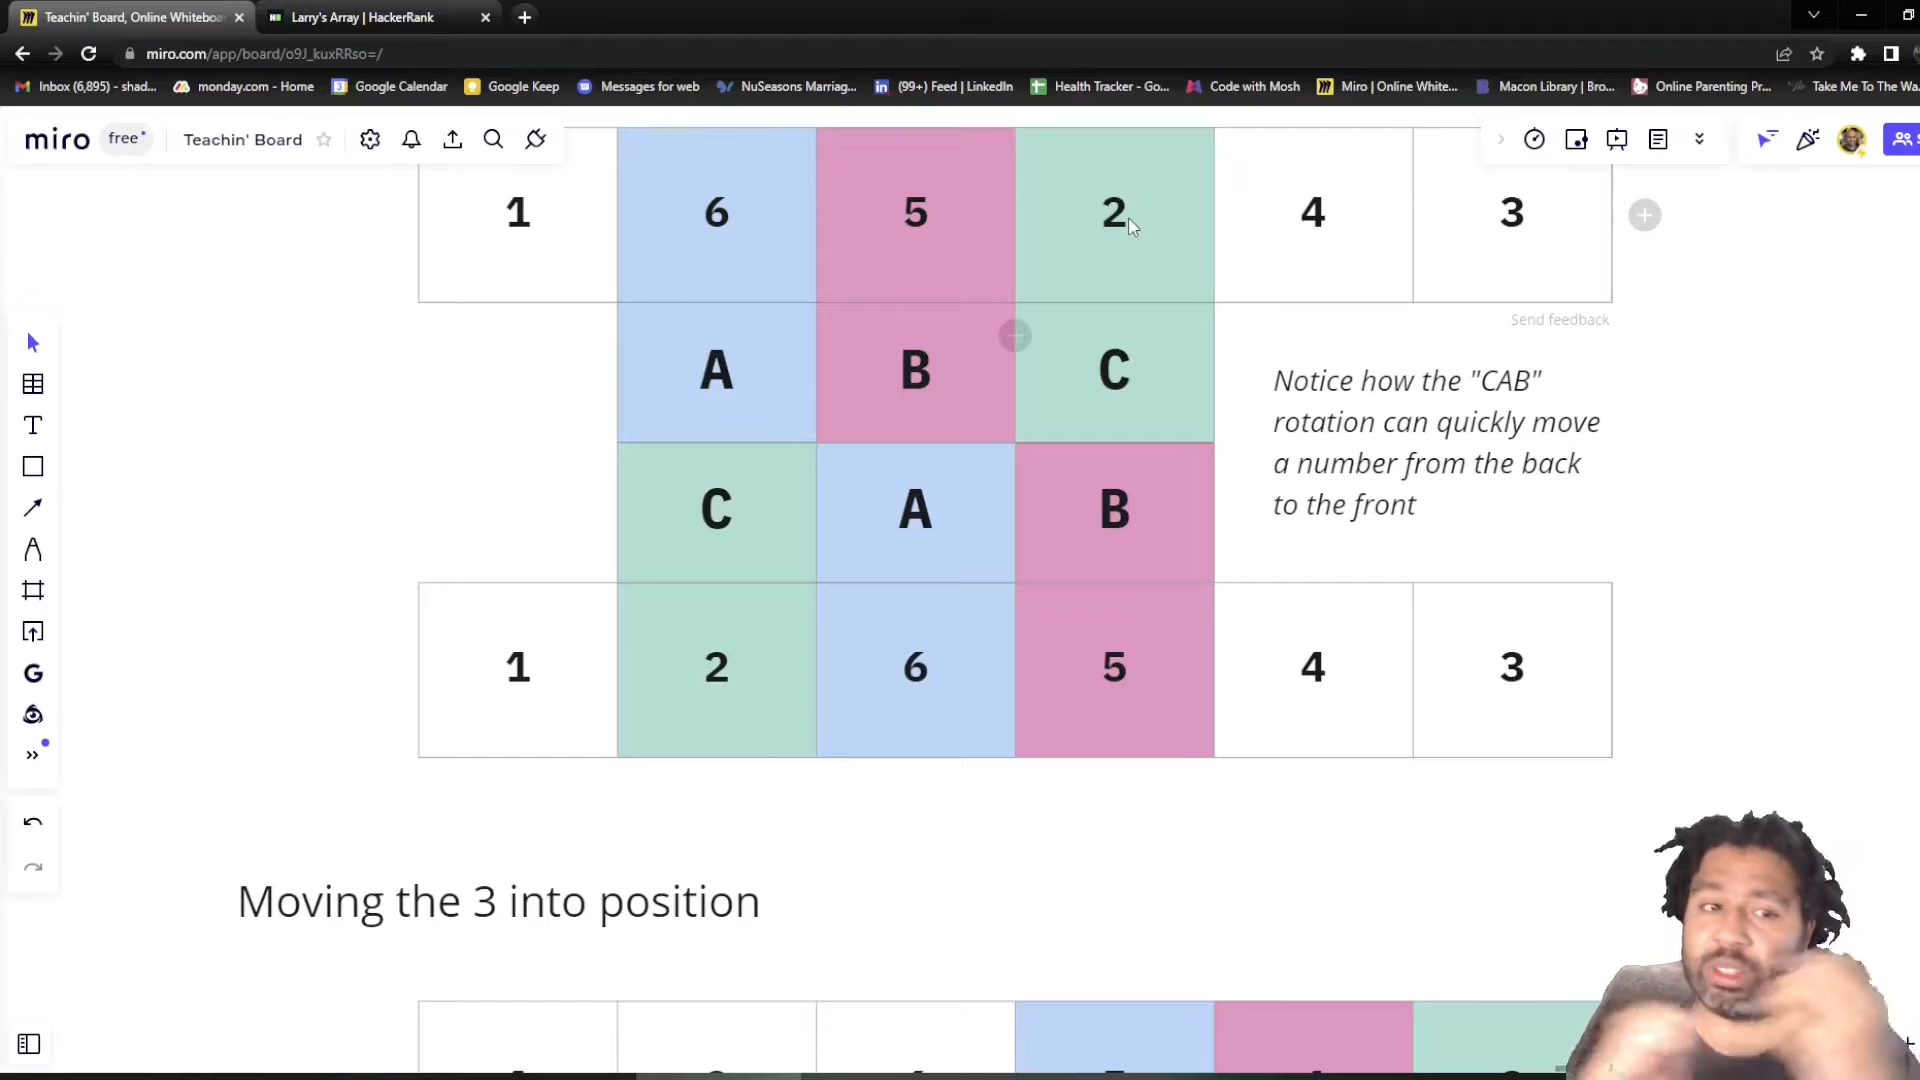 Teachin' Board, Online Whiteboa
Larry's Array | HackerRank
miro.com/app/board/o9J_kuxRRso=/
Inbox (6,895) - shad...
monday.com - Home
Google Calendar
Google Keep
Messages for web
NuSeasons Marriag...
(99+) Feed | LinkedIn
Health Tracker - Go...
Code with Mosh
Miro | Online White...
Macon Library | Bro...
Online Parenting Pr...
Take Me To The Wa
miro
free
Teachin' Board
1 6 5 2 4 3
Send feedback
A B C
Notice how the "CAB"
rotation can quickly move
a number from the back
to the front
C A B
1 2 6 5 4 3
Moving the 3 into position